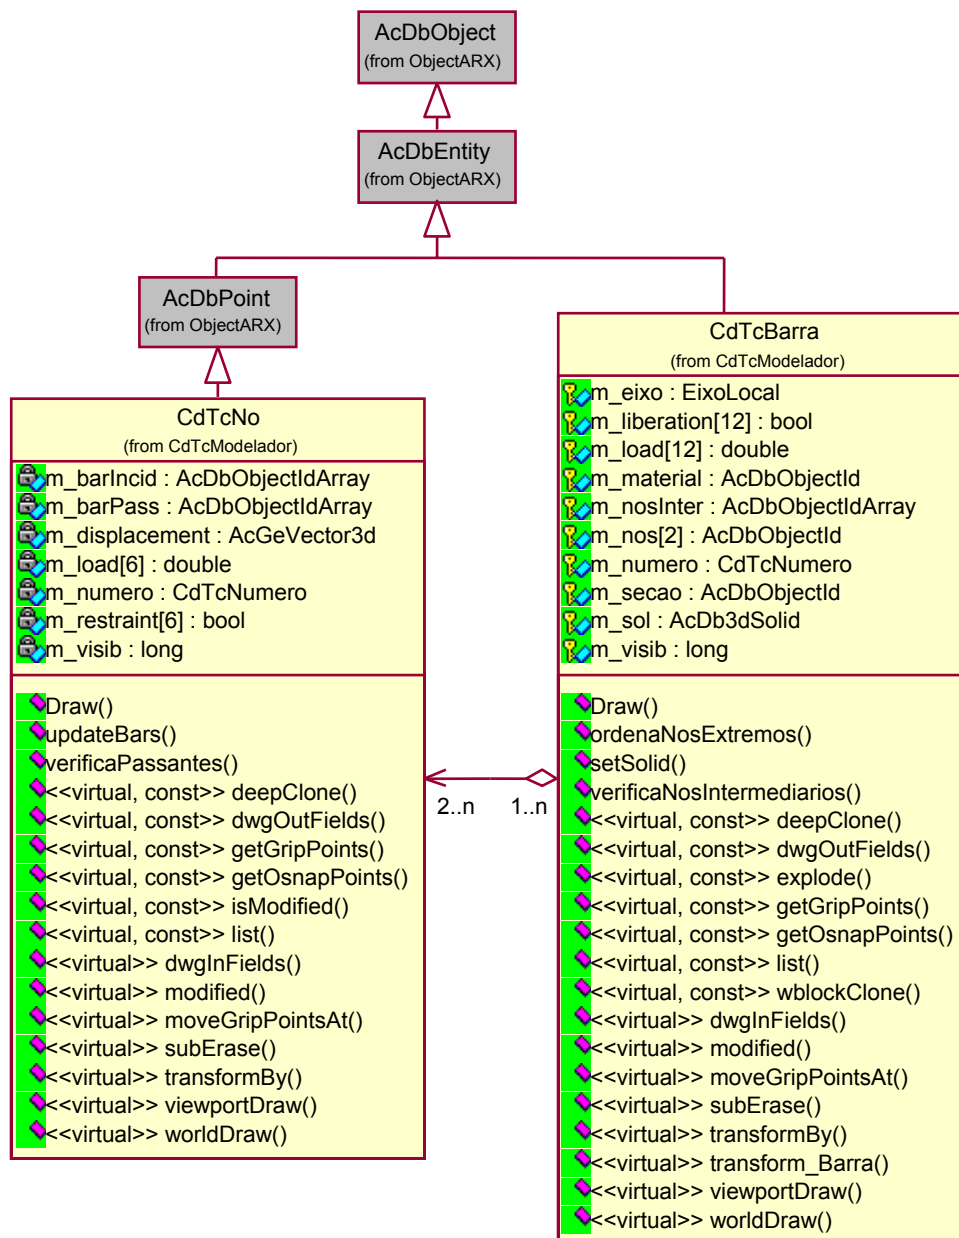 AcDbObject
(from ObjectARX)
AcDbEntity
(from ObjectARX)
AcDbPoint
(from ObjectARX)
CdTcNo
(from CdTcModelador)
m_barIncid : AcDbObjectIdArray
m_barPass : AcDbObjectIdArray
m_displacement : AcGeVector3d
m_load[6] : double
m_numero : CdTcNumero
m_restraint[6] : bool
m_visib : long
Draw()
updateBars()
verificaPassantes()
<<virtual, const>> deepClone()
<<virtual, const>> dwgOutFields()
<<virtual, const>> getGripPoints()
<<virtual, const>> getOsnapPoints()
<<virtual, const>> isModified()
<<virtual, const>> list()
<<virtual>> dwgInFields()
<<virtual>> modified()
<<virtual>> moveGripPointsAt()
<<virtual>> subErase()
<<virtual>> transformBy()
<<virtual>> viewportDraw()
<<virtual>> worldDraw()
2..n 1..n
CdTcBarra
(from CdTcModelador)
m_eixo : EixoLocal
m_liberation[12] : bool
m_load[12] : double
m_material : AcDbObjectId
m_nosInter : AcDbObjectIdArray
m_nos[2] : AcDbObjectId
m_numero : CdTcNumero
m_secao : AcDbObjectId
m_sol : AcDb3dSolid
m_visib : long
Draw()
ordenaNosExtremos()
setSolid()
verificaNosIntermediarios()
<<virtual, const>> deepClone()
<<virtual, const>> dwgOutFields()
<<virtual, const>> explode()
<<virtual, const>> getGripPoints()
<<virtual, const>> getOsnapPoints()
<<virtual, const>> list()
<<virtual, const>> wblockClone()
<<virtual>> dwgInFields()
<<virtual>> modified()
<<virtual>> moveGripPointsAt()
<<virtual>> subErase()
<<virtual>> transformBy()
<<virtual>> transform_Barra()
<<virtual>> viewportDraw()
<<virtual>> worldDraw()